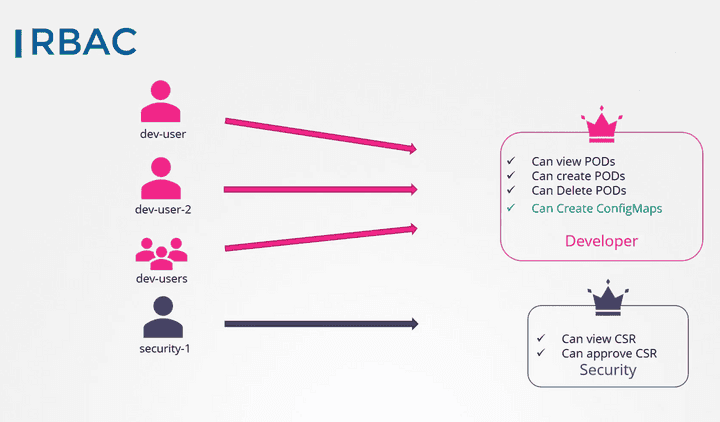 RBAC
dev-user
dev-user-2
dev-users
security-1
Can view PODs
Can create PODs
Can Delete PODs
Can Create ConfigMaps
Developer
Can view CSR
Can approve CSR
Security